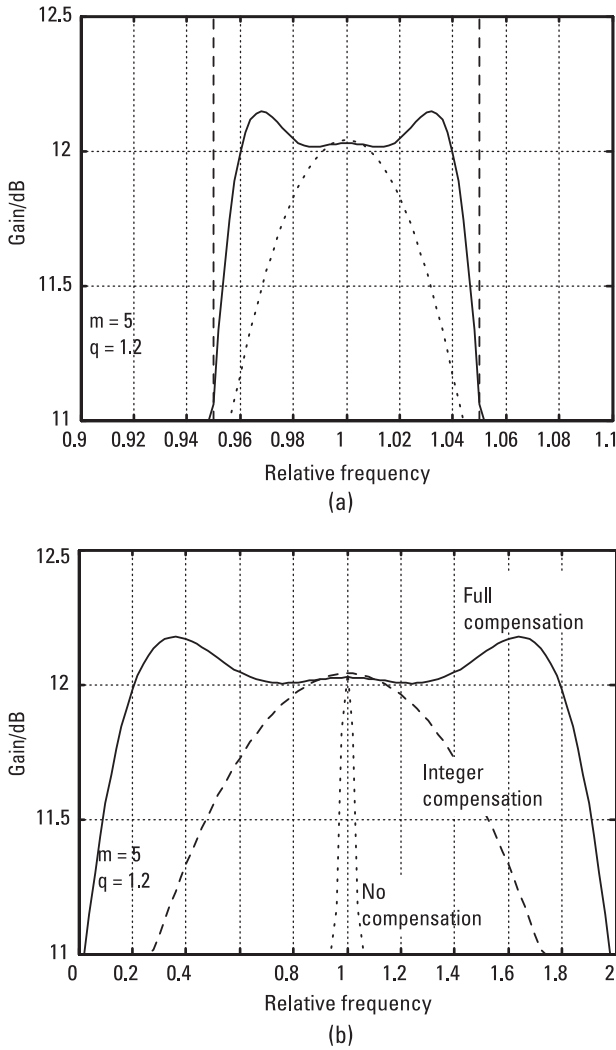 12.5
12
11.5
11
Gain/dB
m = 5
q = 1.2
0.9 0.92 0.94 0.96 0.98 1 1.02 1.04 1.06 1.08 1.1
Relative frequency
(a)
12.5
12
11.5
11
Gain/dB
Full
compensation
Integer
compensation
m = 5
q = 1.2
No
compensation
0 0.2 0.4 0.8 1 1.2 1.4 1.6 1.8 2
Relative frequency
(b)